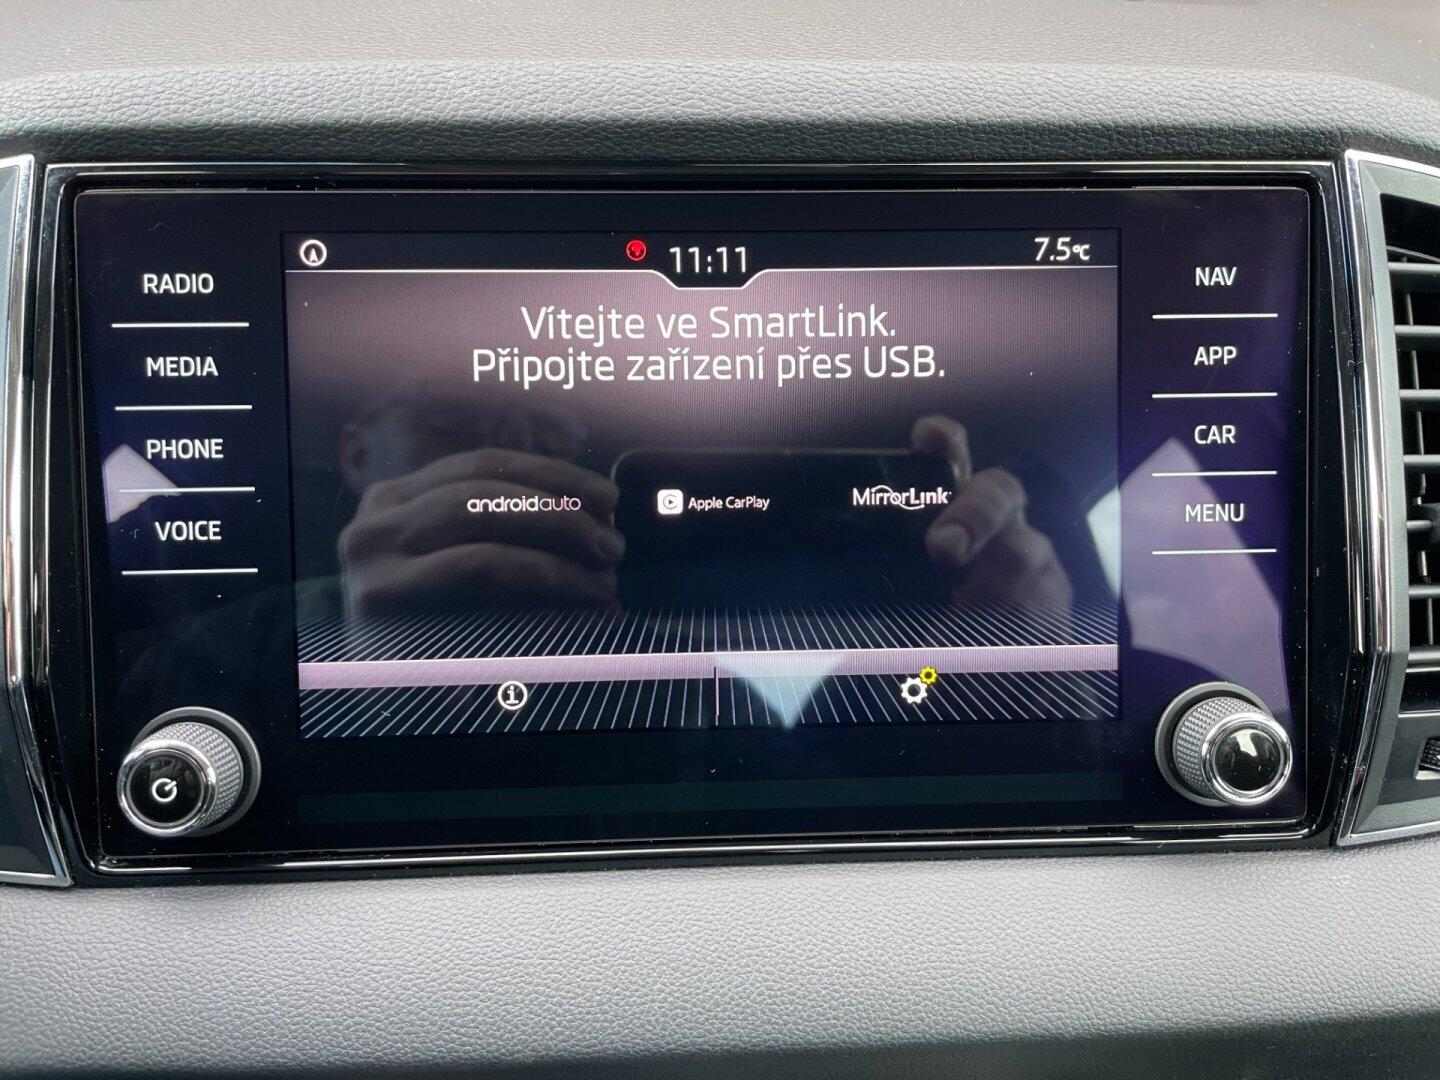 11:11
7.5°C
RADIO
MEDIA
PHONE
VOICE
Vítejte ve SmartLink.
Připojte zařízení přes USB.
androidauto
Apple CarPlay
MirrorLink
NAV
APP
CAR
MENU